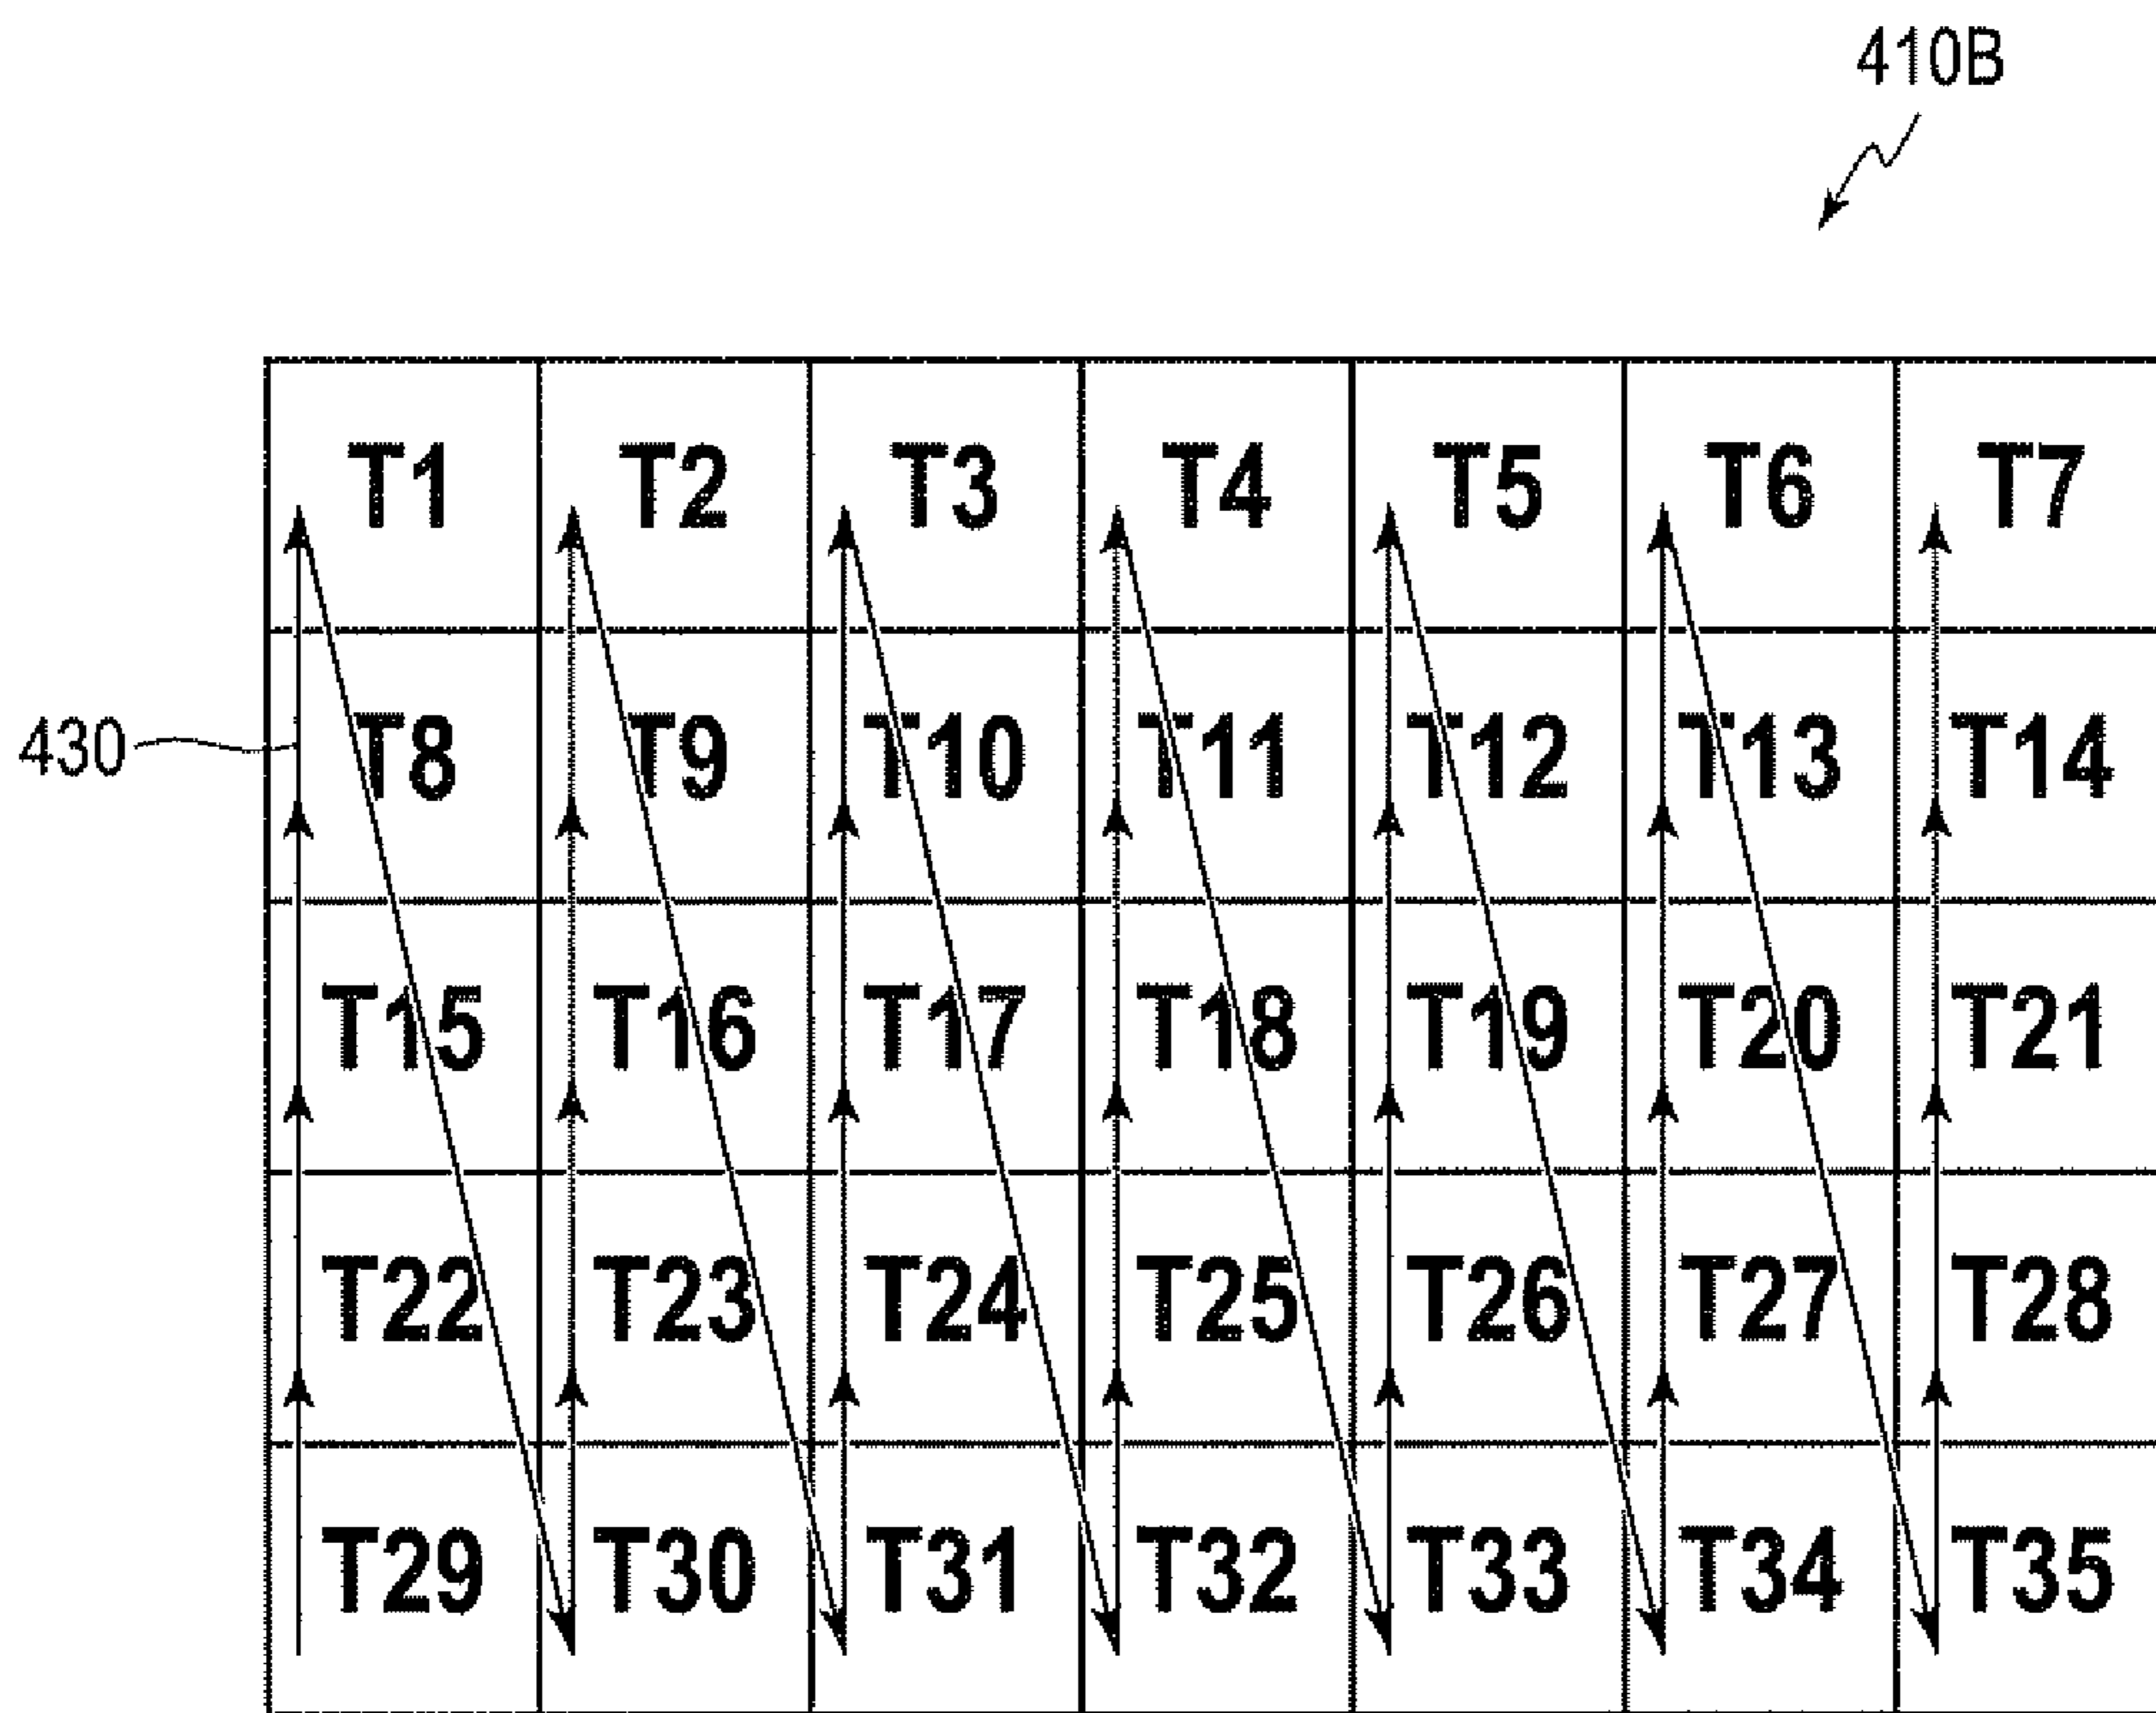 410B
T1 T2 T3 T4 T5 T6 T7
430 T8 T9 T10 T11 T12 T13 T14
T15 T16 T17 T18 T19 T20 T21
T22 T23 T24 T25 T26 T27 T28
T29 T30 T31 T32 T33 T34 T35